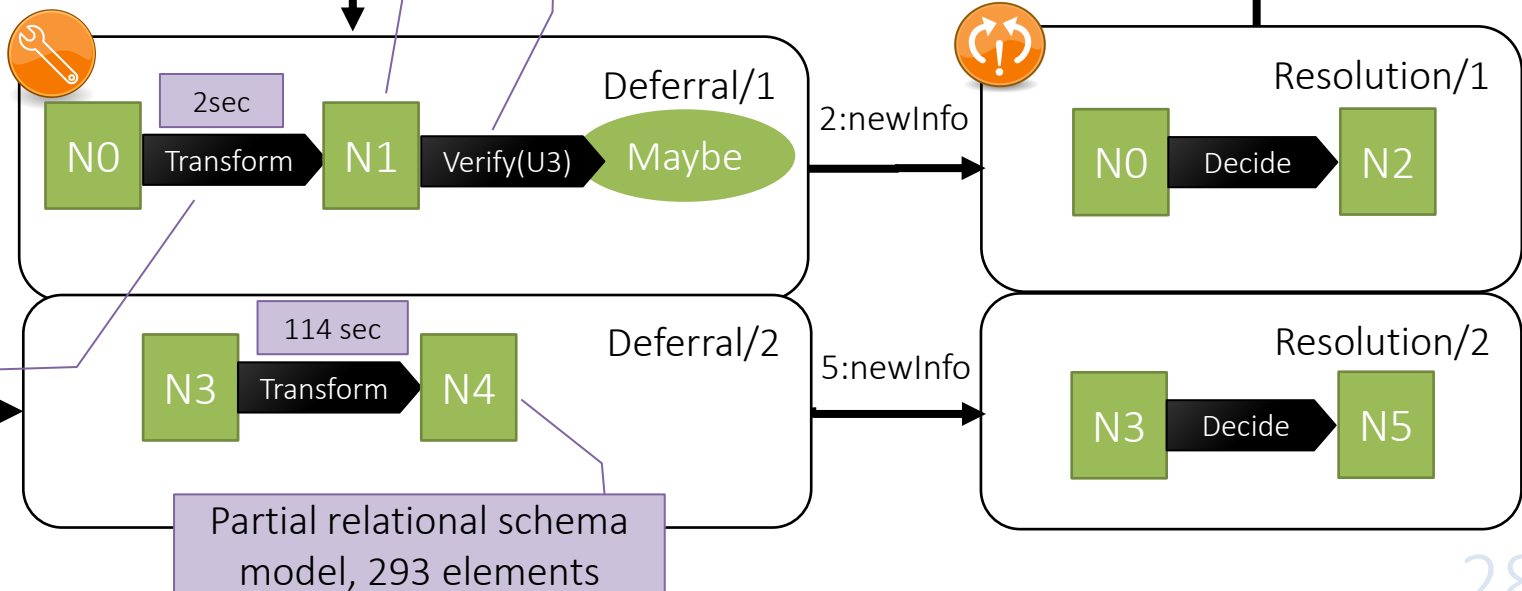 Deferral/1
2sec
N0
Transform
N1
Verify(U3)
Maybe
2:newInfo
Resolution/1
N0
Decide
N2
Deferral/2
114 sec
N3
Transform
N4
5:newInfo
Resolution/2
N3
Decide
N5
Partial relational schema
model, 293 elements